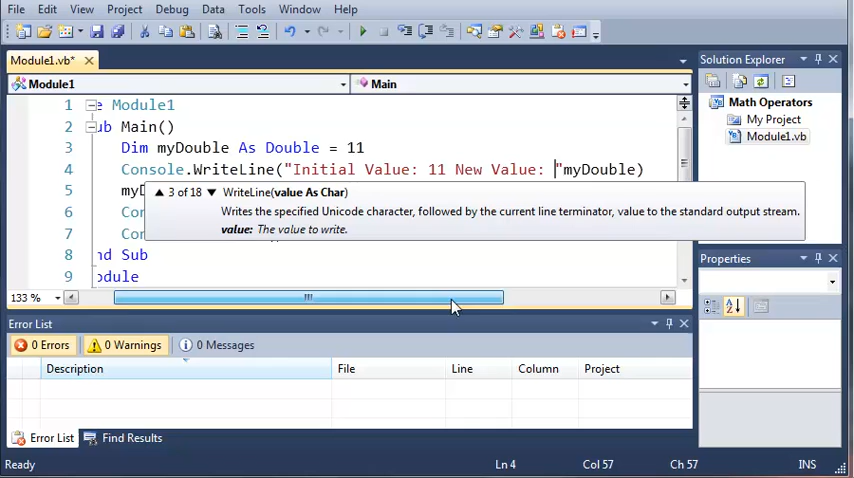 File Edit View Project Debug Data Tools Window Help
Module1.vb*
Solution Explorer
Module1 Main
1 e Module1
2 ub Main()
3 Dim myDouble As Double = 11
4 Console.WriteLine("Initial Value: 11 New Value: "myDouble)
3 of 18 WriteLine(value As Char)
Writes the specified Unicode character, followed by the current line terminator, value to the standard output stream.
value: The value to write.
5 myD
6 Con
7 Con
8 nd Sub
9 odule
133 %
Math Operators
My Project
Module1.vb
Properties
Error List
0 Errors 0 Warnings 0 Messages
Description File Line Column Project
Error List Find Results
Ready Ln 4 Col 57 Ch 57 INS